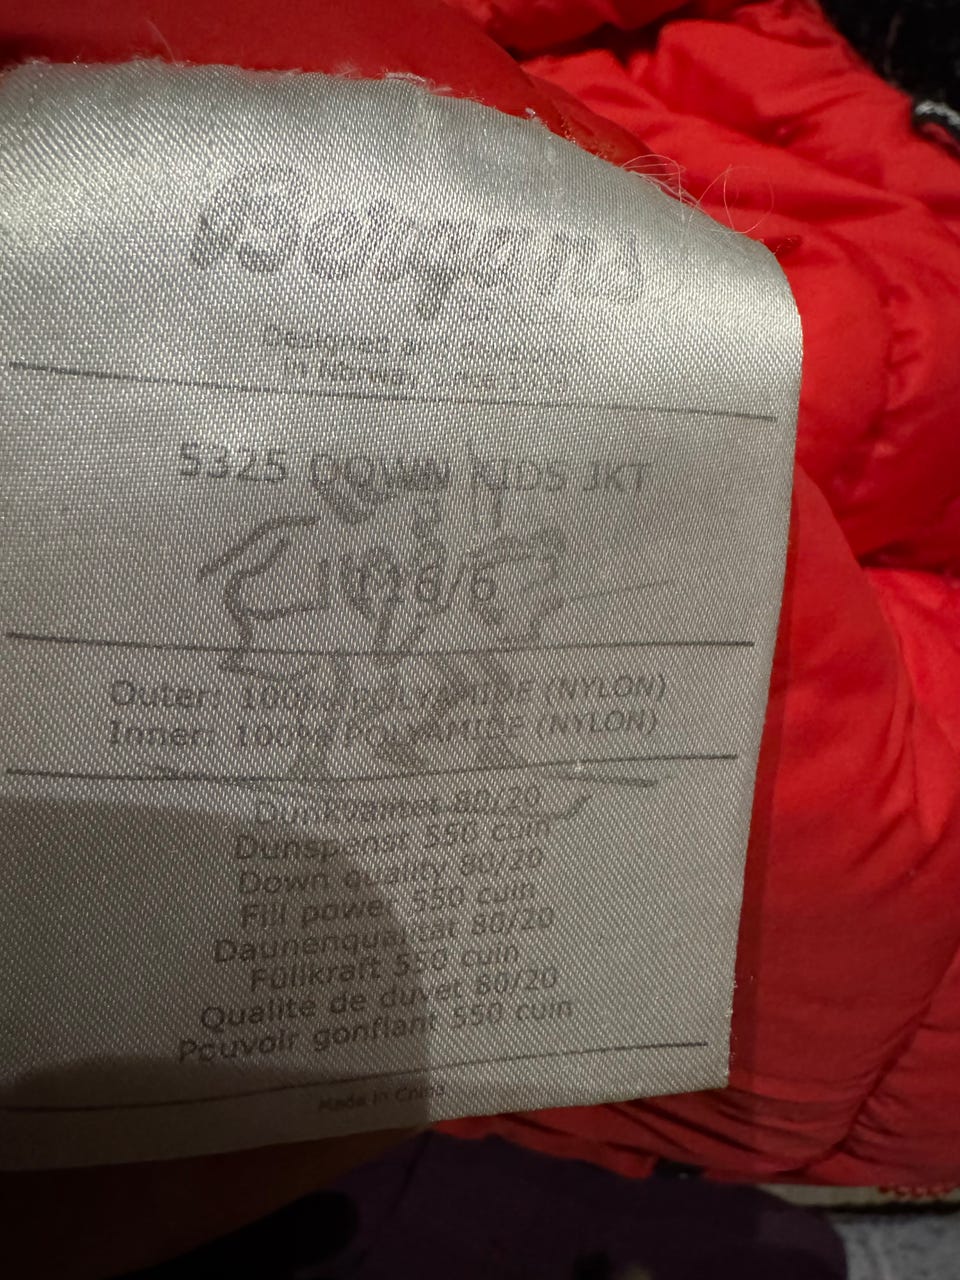 Bergans
Designed
in Norway since
5325 DOWN KIDS JKT
116/6
Outer: 100% POLYAMIDE (NYLON)
Inner: 100% POLYAMIDE (NYLON)
Dunkvalitet 80/20
Dunspenst 550 cuin
Down quality 80/20
Fill power 550 cuin
Daunenqualität 80/20
Füllkraft 550 cuin
Qualité de duvet 80/20
Pouvoir gonflant 550 cuin
Made in China